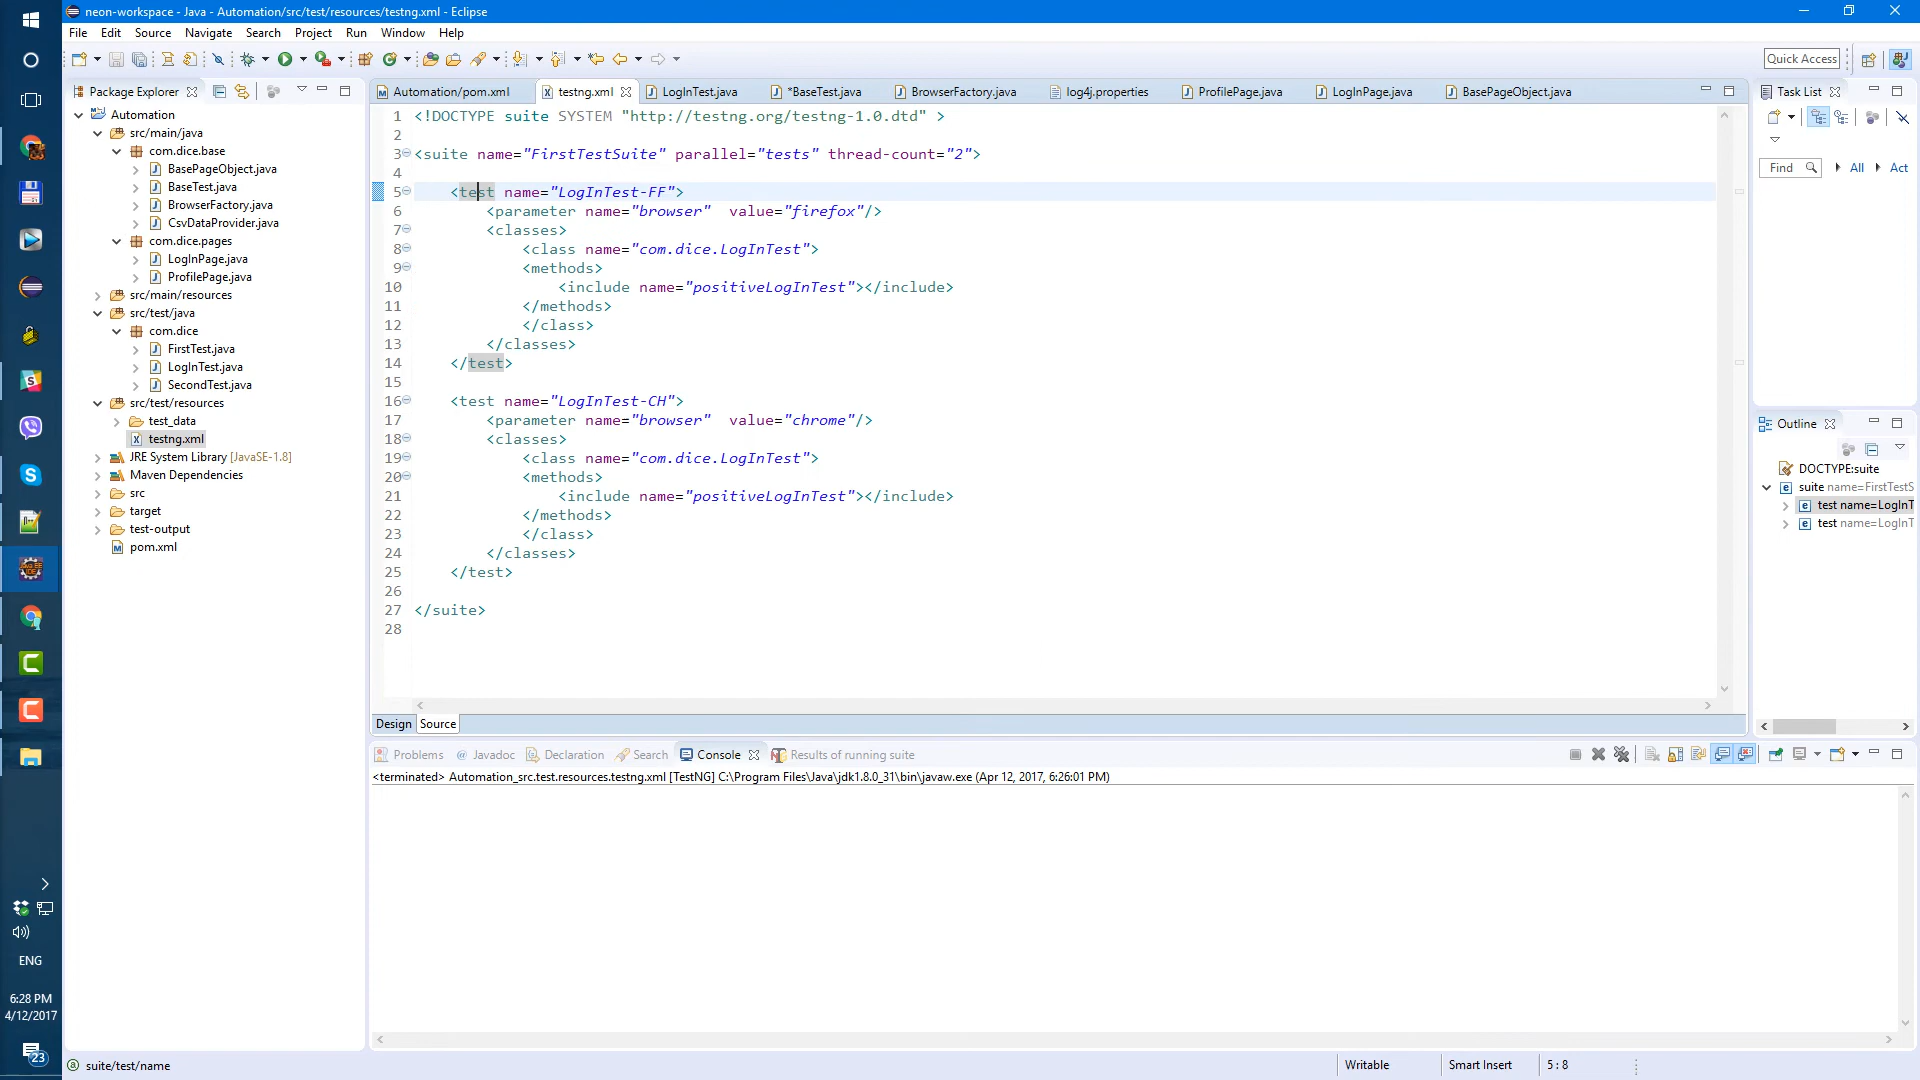 neon-workspace - Java - Automation/src/test/resources/testng.xml - Eclipse
File Edit Source Navigate Search Project Run Window Help
Quick Access
Package Explorer
Automation/pom.xml testng.xml LogInTest.java *BaseTest.java BrowserFactory.java log4j.properties ProfilePage.java LogInPage.java BasePageObject.java
Task List
Automation
src/main/java
com.dice.base
BasePageObject.java
BaseTest.java
BrowserFactory.java
CsvDataProvider.java
com.dice.pages
LogInPage.java
ProfilePage.java
src/main/resources
src/test/java
com.dice
FirstTest.java
LogInTest.java
SecondTest.java
src/test/resources
test_data
testng.xml
JRE System Library [JavaSE-1.8]
Maven Dependencies
src
target
test-output
pom.xml
1 <!DOCTYPE suite SYSTEM "http://testng.org/testng-1.0.dtd" >
2
3 <suite name="FirstTestSuite" parallel="tests" thread-count="2">
4
5 <test name="LogInTest-FF">
6 <parameter name="browser"  value="firefox"/>
7 <classes>
8 <class name="com.dice.LogInTest">
9 <methods>
10 <include name="positiveLogInTest"></include>
11 </methods>
12 </class>
13 </classes>
14 </test>
15
16 <test name="LogInTest-CH">
17 <parameter name="browser"  value="chrome"/>
18 <classes>
19 <class name="com.dice.LogInTest">
20 <methods>
21 <include name="positiveLogInTest"></include>
22 </methods>
23 </class>
24 </classes>
25 </test>
26
27 </suite>
28
Design Source
Find All Act
Outline
DOCTYPE:suite
suite name=FirstTestS
test name=LogInT
test name=LogInT
Problems Javadoc Declaration Search Console Results of running suite
<terminated> Automation_src.test.resources.testng.xml [TestNG] C:\Program Files\Java\jdk1.8.0_31\bin\javaw.exe (Apr 12, 2017, 6:26:01 PM)
ENG
6:28 PM
4/12/2017
23
suite/test/name
Writable
Smart Insert
5 : 8